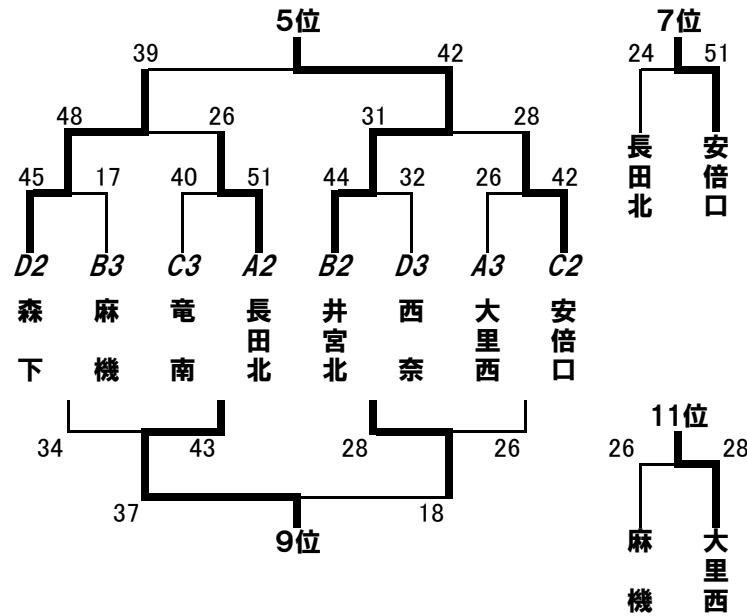 5位
7位
39
42
24
51
48
26
31
28
長田北
安倍口
45
17
40
51
44
32
26
42
D2
B3
C3
A2
B2
D3
A3
C2
森下
麻機
竜南
長田北
井宮北
西奈
大里西
安倍口
34
43
28
26
11位
26
28
37
18
9位
麻機
大里西